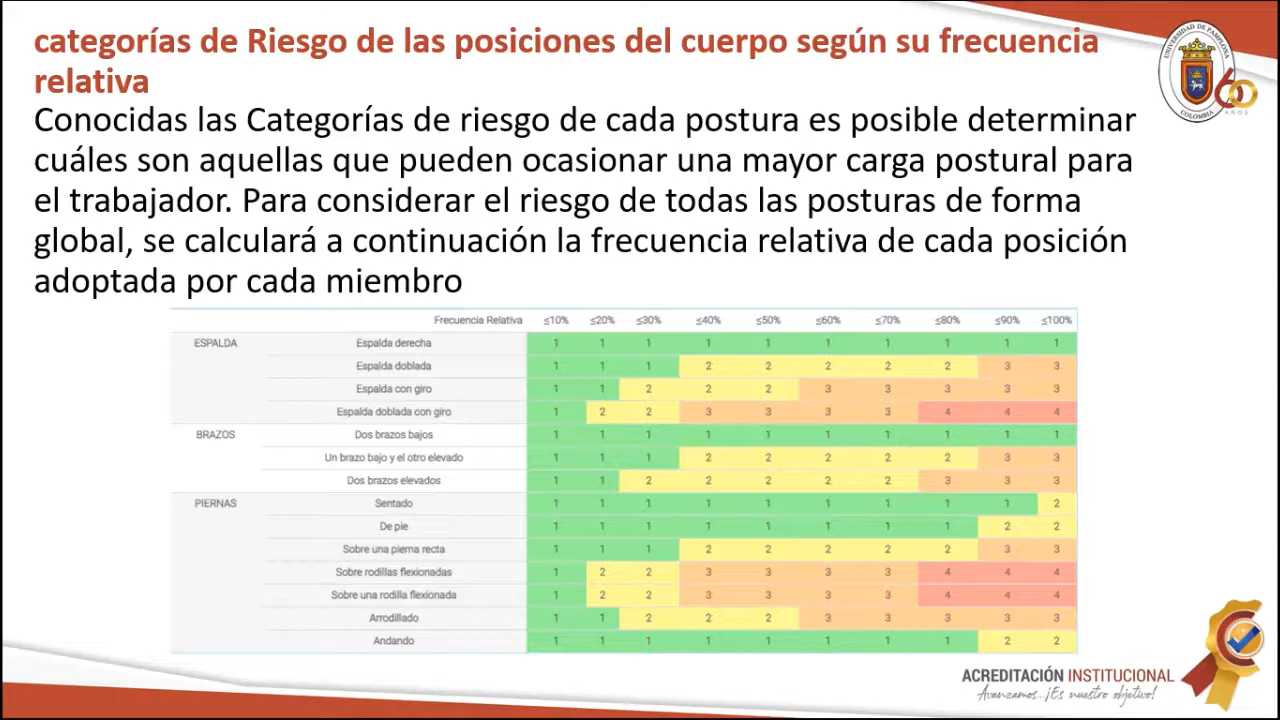 categorías de Riesgo de las posiciones del cuerpo según su frecuencia
relativa
Conocidas las Categorías de riesgo de cada postura es posible determinar
cuáles son aquellas que pueden ocasionar una mayor carga postural para
el trabajador. Para considerar el riesgo de todas las posturas de forma
global, se calculará a continuación la frecuencia relativa de cada posición
adoptada por cada miembro
UNIVERSIDAD DE PAMPLONA
COLOMBIA
60
AÑOS
Frecuencia Relativa ≤10% ≤20% ≤30% ≤40% ≤50% ≤60% ≤70% ≤80% ≤90% ≤100%
ESPALDA Espalda derecha 1 1 1 1 1 1 1 1 1 1
Espalda doblada 1 1 1 2 2 2 2 2 3 3
Espalda con giro 1 1 2 2 2 3 3 3 3 3
Espalda doblada con giro 1 2 2 3 3 3 3 4 4 4
BRAZOS Dos brazos bajos 1 1 1 1 1 1 1 1 1 1
Un brazo bajo y el otro elevado 1 1 1 2 2 2 2 2 3 3
Dos brazos elevados 1 1 2 2 2 2 2 3 3 3
PIERNAS Sentado 1 1 1 1 1 1 1 1 1 2
De pie 1 1 1 1 1 1 1 1 2 2
Sobre una pierna recta 1 1 1 2 2 2 2 2 3 3
Sobre rodillas flexionadas 1 2 2 3 3 3 3 4 4 4
Sobre una rodilla flexionada 1 2 2 3 3 3 3 4 4 4
Arrodillado 1 1 2 2 2 3 3 3 3 3
Andando 1 1 1 1 1 1 1 1 2 2
ACREDITACIÓN INSTITUCIONAL
Avanzamos...¡Es nuestro objetivo!